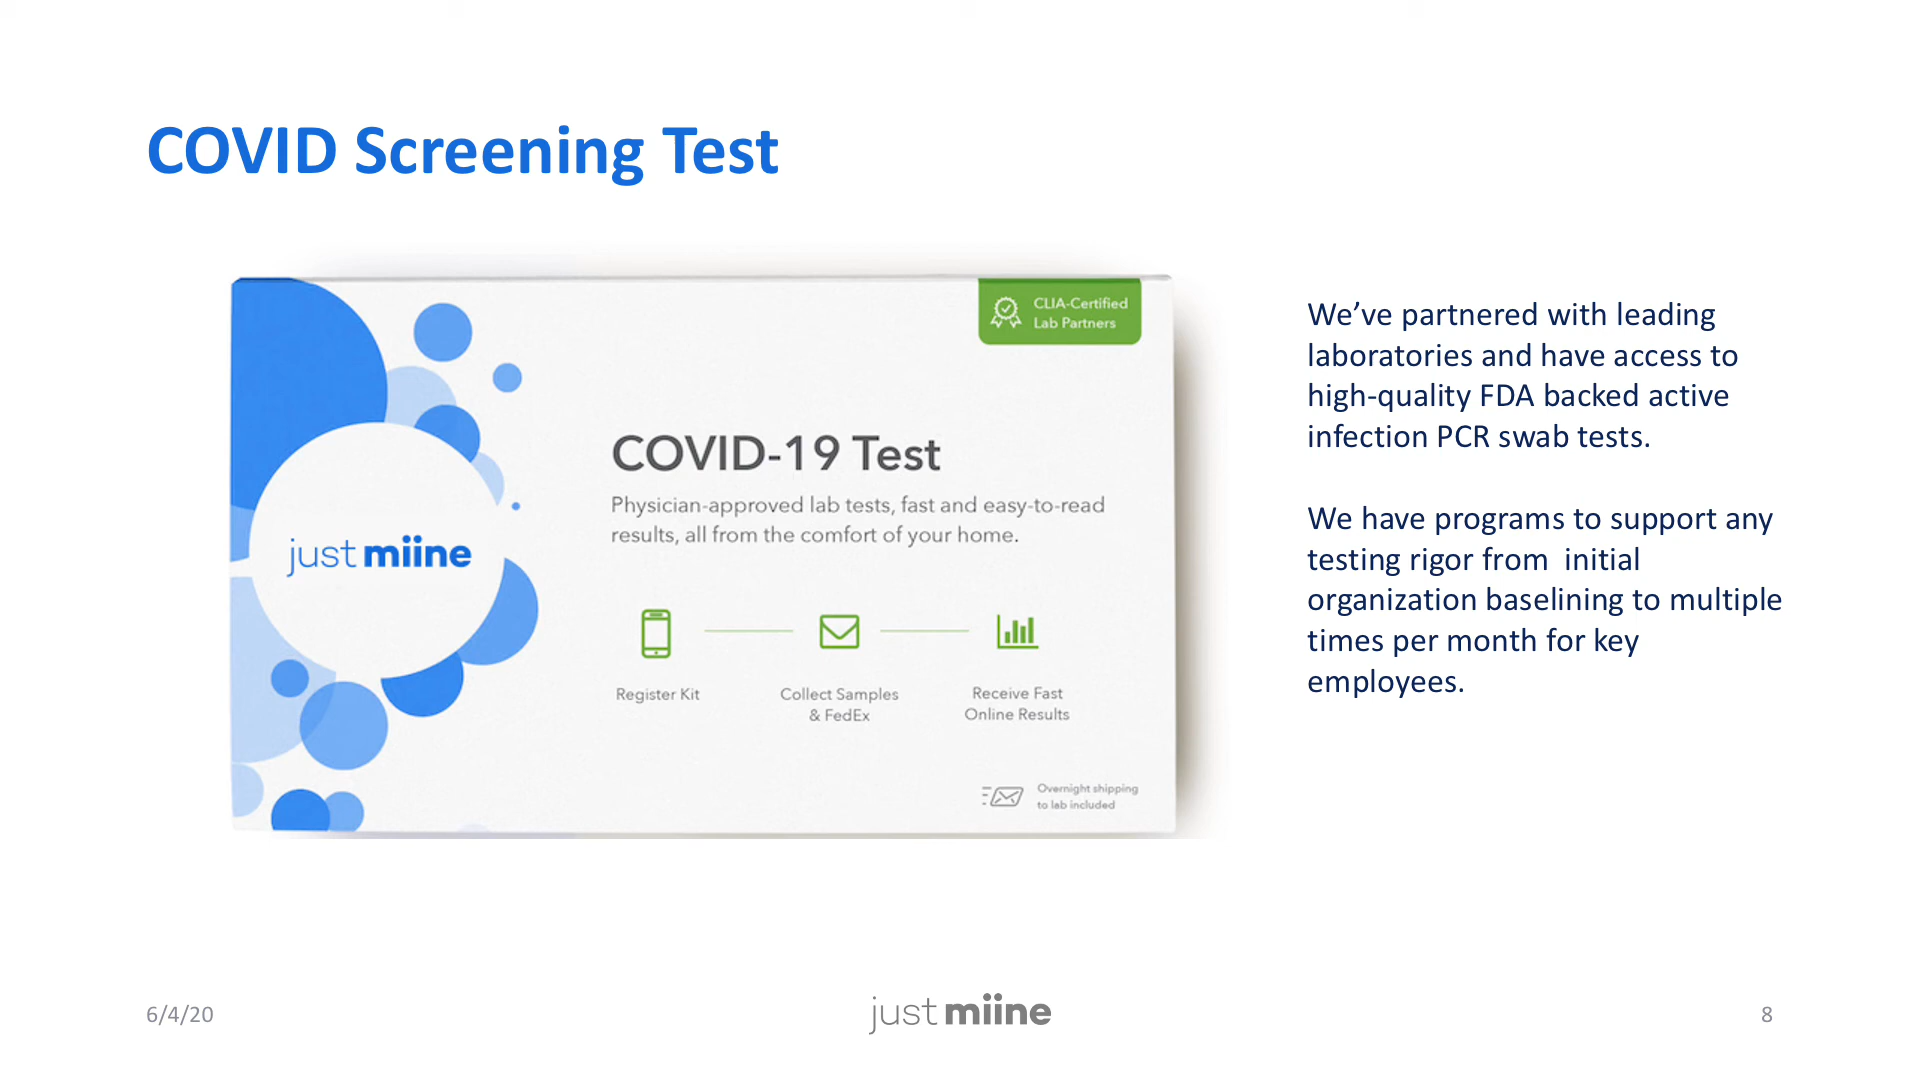 COVID Screening Test
CLIA-Certified
Lab Partners
COVID-19 Test
Physician-approved lab tests, fast and easy-to-read
results, all from the comfort of your home.
just miine
Register Kit
Collect Samples
& FedEx
Receive Fast
Online Results
Overnight shipping
to lab included
We’ve partnered with leading
laboratories and have access to
high-quality FDA backed active
infection PCR swab tests.
We have programs to support any
testing rigor from  initial
organization baselining to multiple
times per month for key
employees.
6/4/20
just miine
8